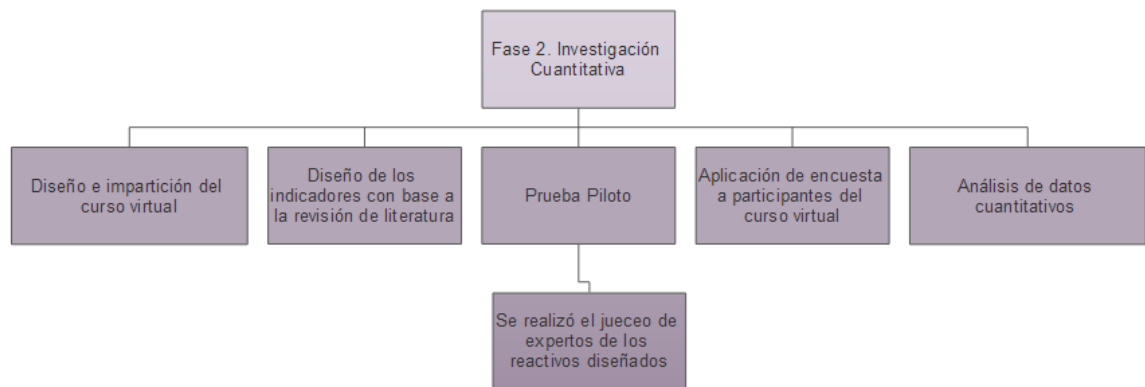 Fase 2. Investigación
Cuantitativa
Diseño e impartición del
curso virtual
Diseño de los
indicadores con base a
la revisión de literatura
Prueba Piloto
Aplicación de encuesta
a participantes del
curso virtual
Análisis de datos
cuantitativos
Se realizó el jueceo de
expertos de los
reactivos diseñados